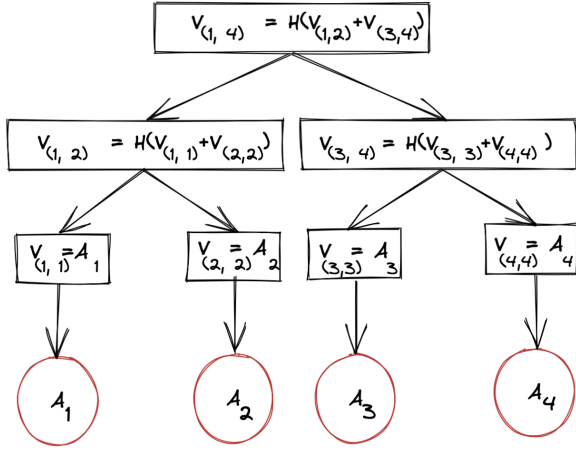 V(1, 4) = H(V(1,2)+V(3,4))
V(1, 2) = H(V(1, 1)+V(2,2))
V(3, 4) = H(V(3, 3)+V(4,4))
V(1, 1)=A1
V(2, 2)=A2
V(3,3)= A3
V(4,4)= A4
A1
A2
A3
A4